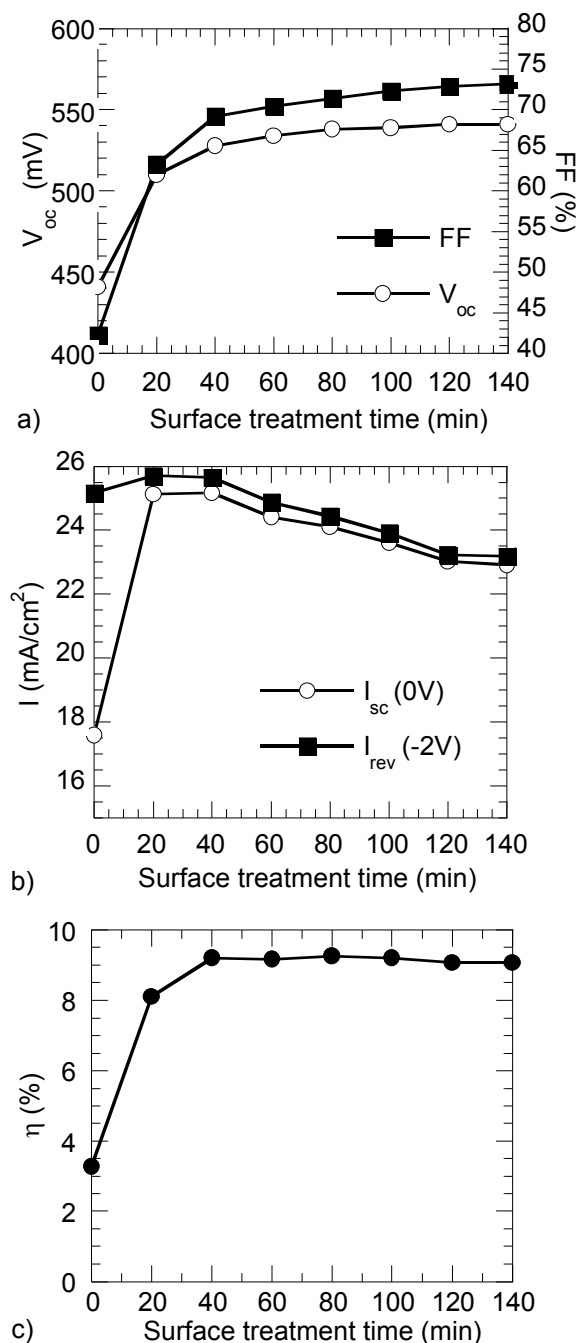 600
550
500
450
400
V_oc (mV)
80
75
70
65
60
55
50
45
40
FF (%)
FF
V_oc
0 20 40 60 80 100 120 140
a) Surface treatment time (min)
26
24
22
20
18
16
I (mA/cm²)
I_sc (0V)
I_rev (-2V)
0 20 40 60 80 100 120 140
b) Surface treatment time (min)
10
8
6
4
2
0
η (%)
0 20 40 60 80 100 120 140
c) Surface treatment time (min)